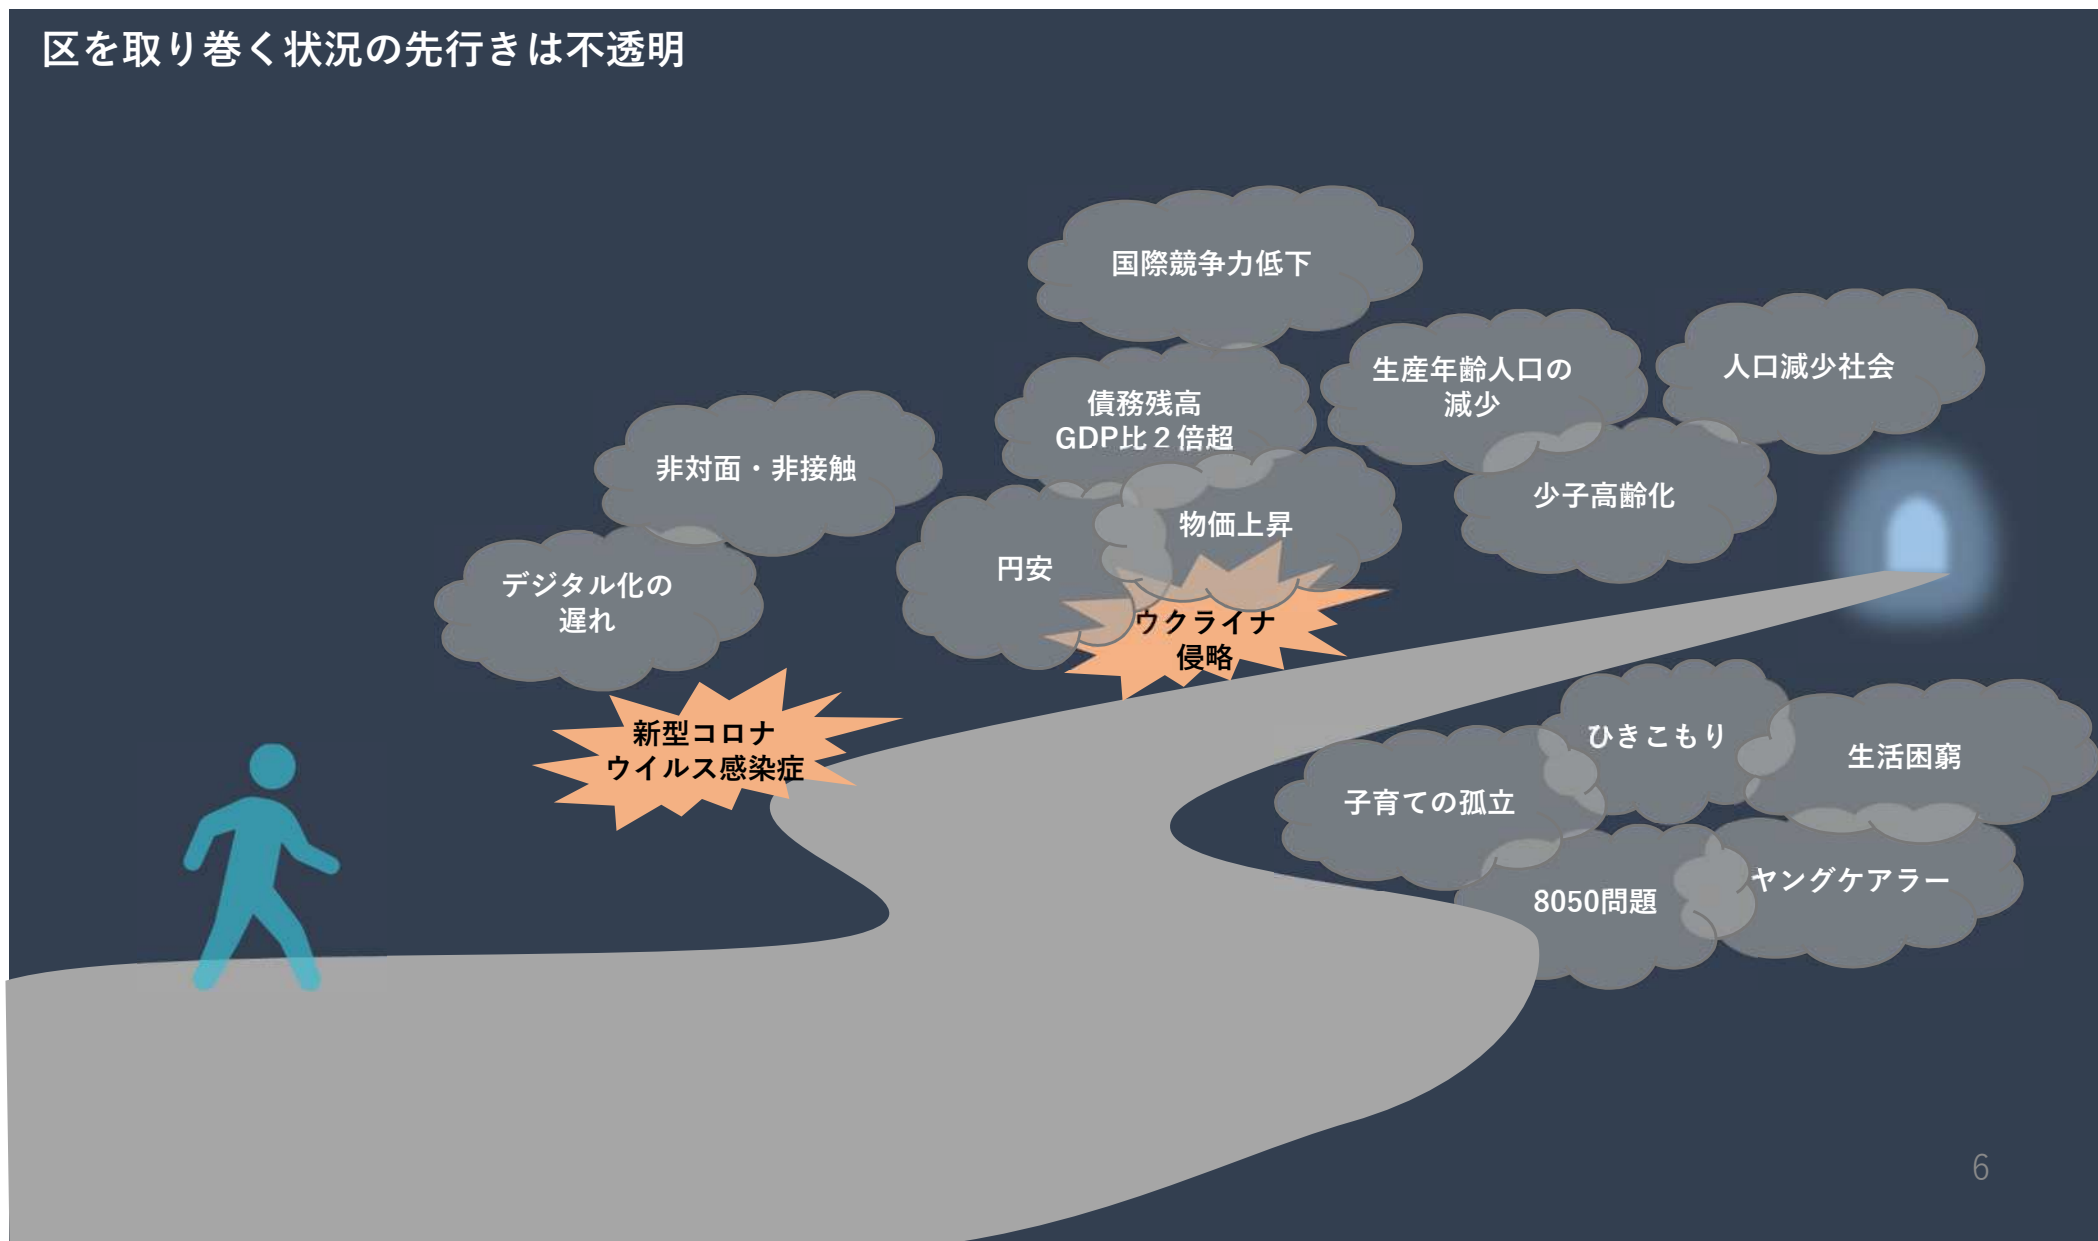 区を取り巻く状況の先行きは不透明
国際競争力低下
債務残高
GDP比２倍超
生産年齢人口の
減少
人口減少社会
非対面・非接触
少子高齢化
物価上昇
円安
デジタル化の
遅れ
ウクライナ
侵略
新型コロナ
ウイルス感染症
ひきこもり
生活困窮
子育ての孤立
ヤングケアラー
8050問題
6